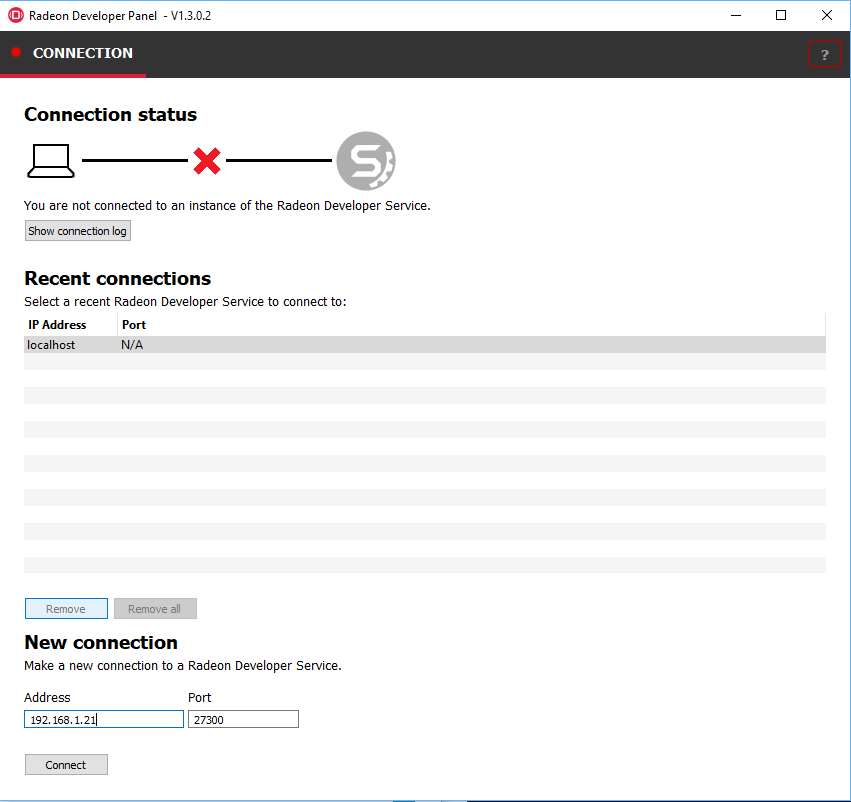 Radeon Developer Panel - V1.3.0.2
CONNECTION
?
Connection status
S
You are not connected to an instance of the Radeon Developer Service.
Show connection log
Recent connections
Select a recent Radeon Developer Service to connect to:
IP Address Port
localhost N/A
Remove Remove all
New connection
Make a new connection to a Radeon Developer Service.
Address Port
192.168.1.21 27300
Connect